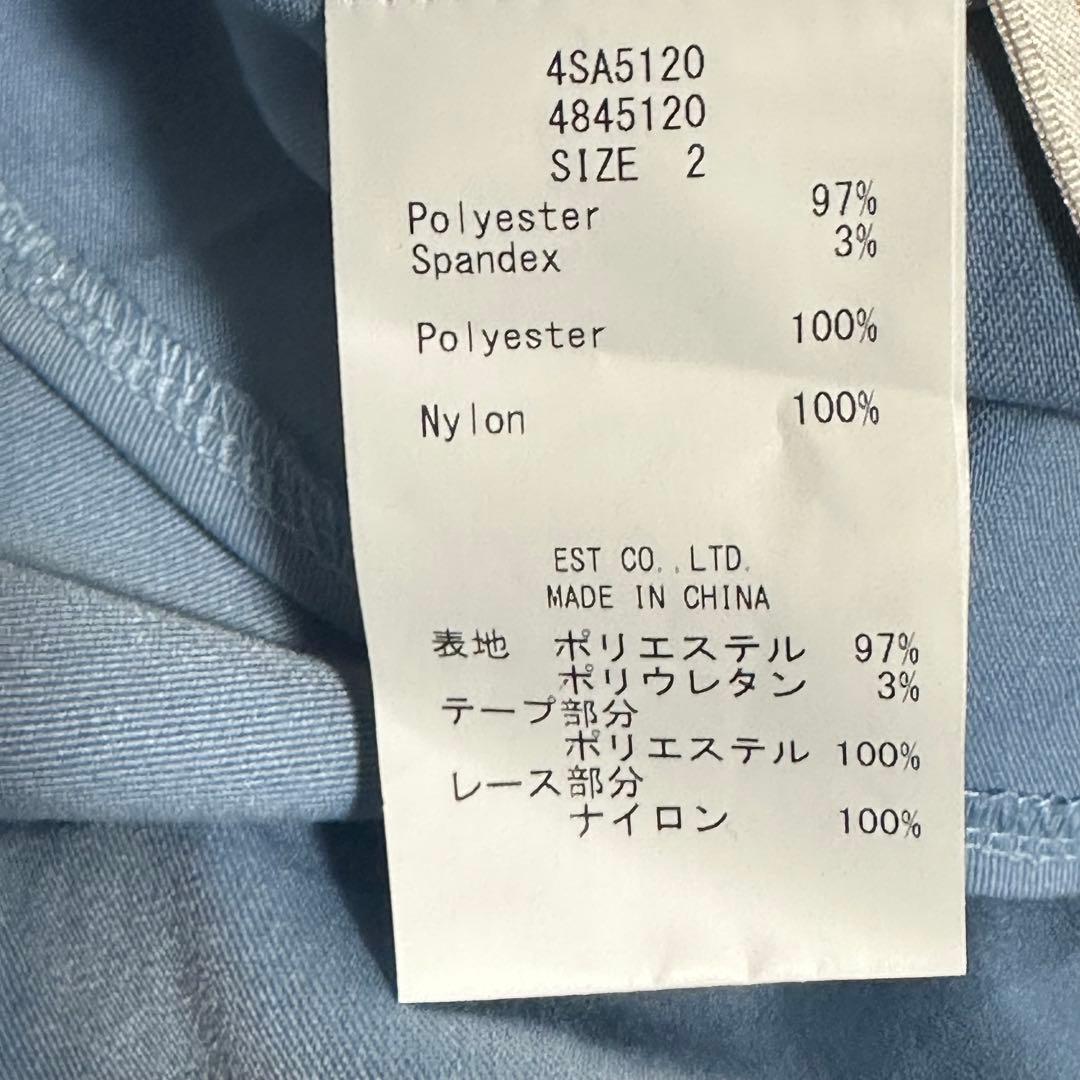 4SA5120
4845120
SIZE 2
Polyester 97%
Spandex 3%
Polyester 100%
Nylon 100%
EST CO.,LTD.
MADE IN CHINA
表地 ポリエステル 97%
ポリウレタン 3%
テープ部分
ポリエステル 100%
レース部分
ナイロン 100%